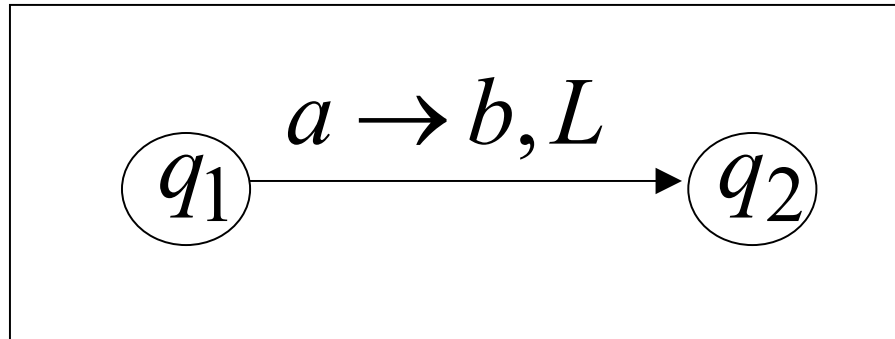 a → b, L
q₁ q₂